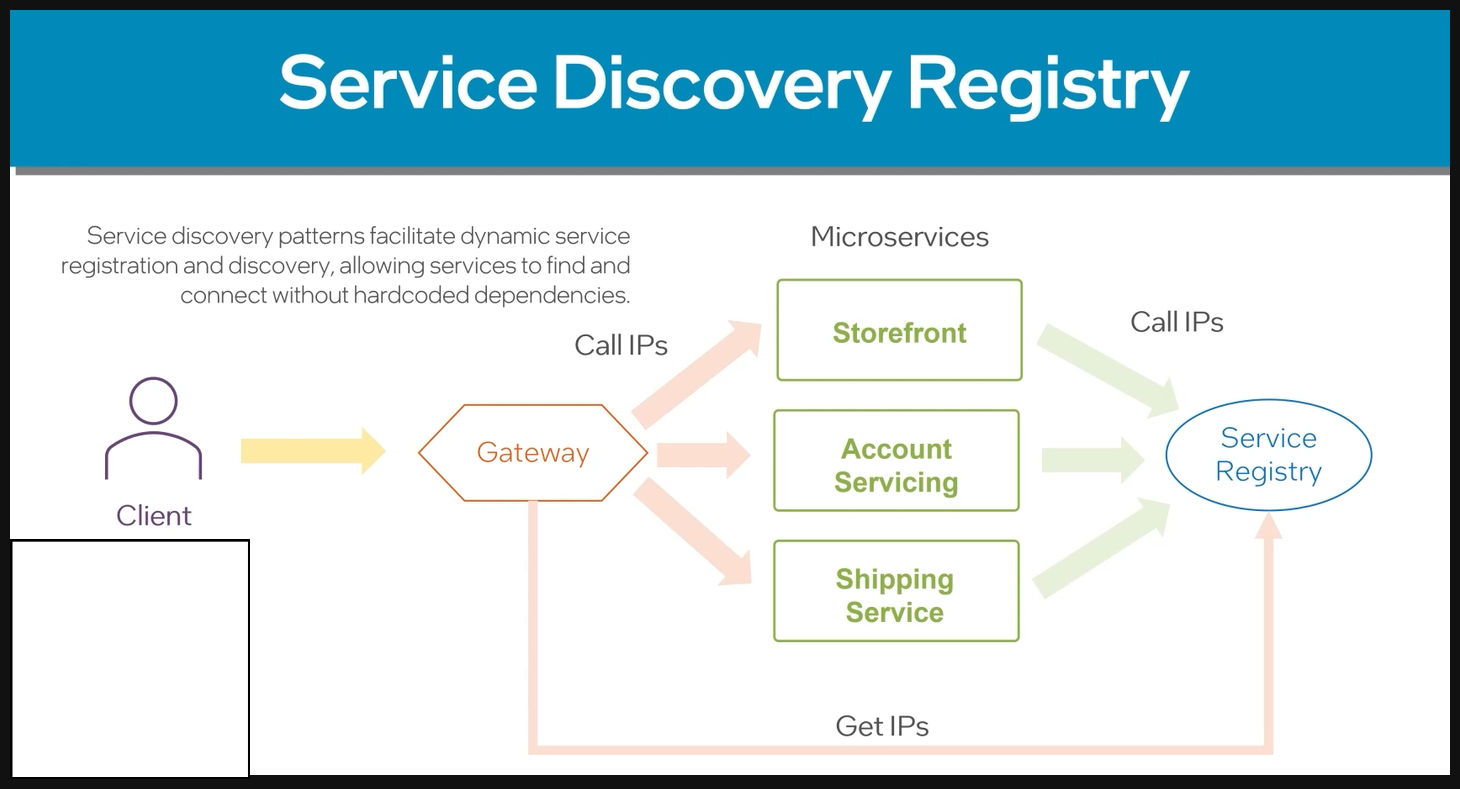 Service Discovery Registry
Service discovery patterns facilitate dynamic service
registration and discovery, allowing services to find and
connect without hardcoded dependencies.
Microservices
Call IPs
Storefront
Call IPs
Client
Gateway
Account
Servicing
Service
Registry
Shipping
Service
Get IPs